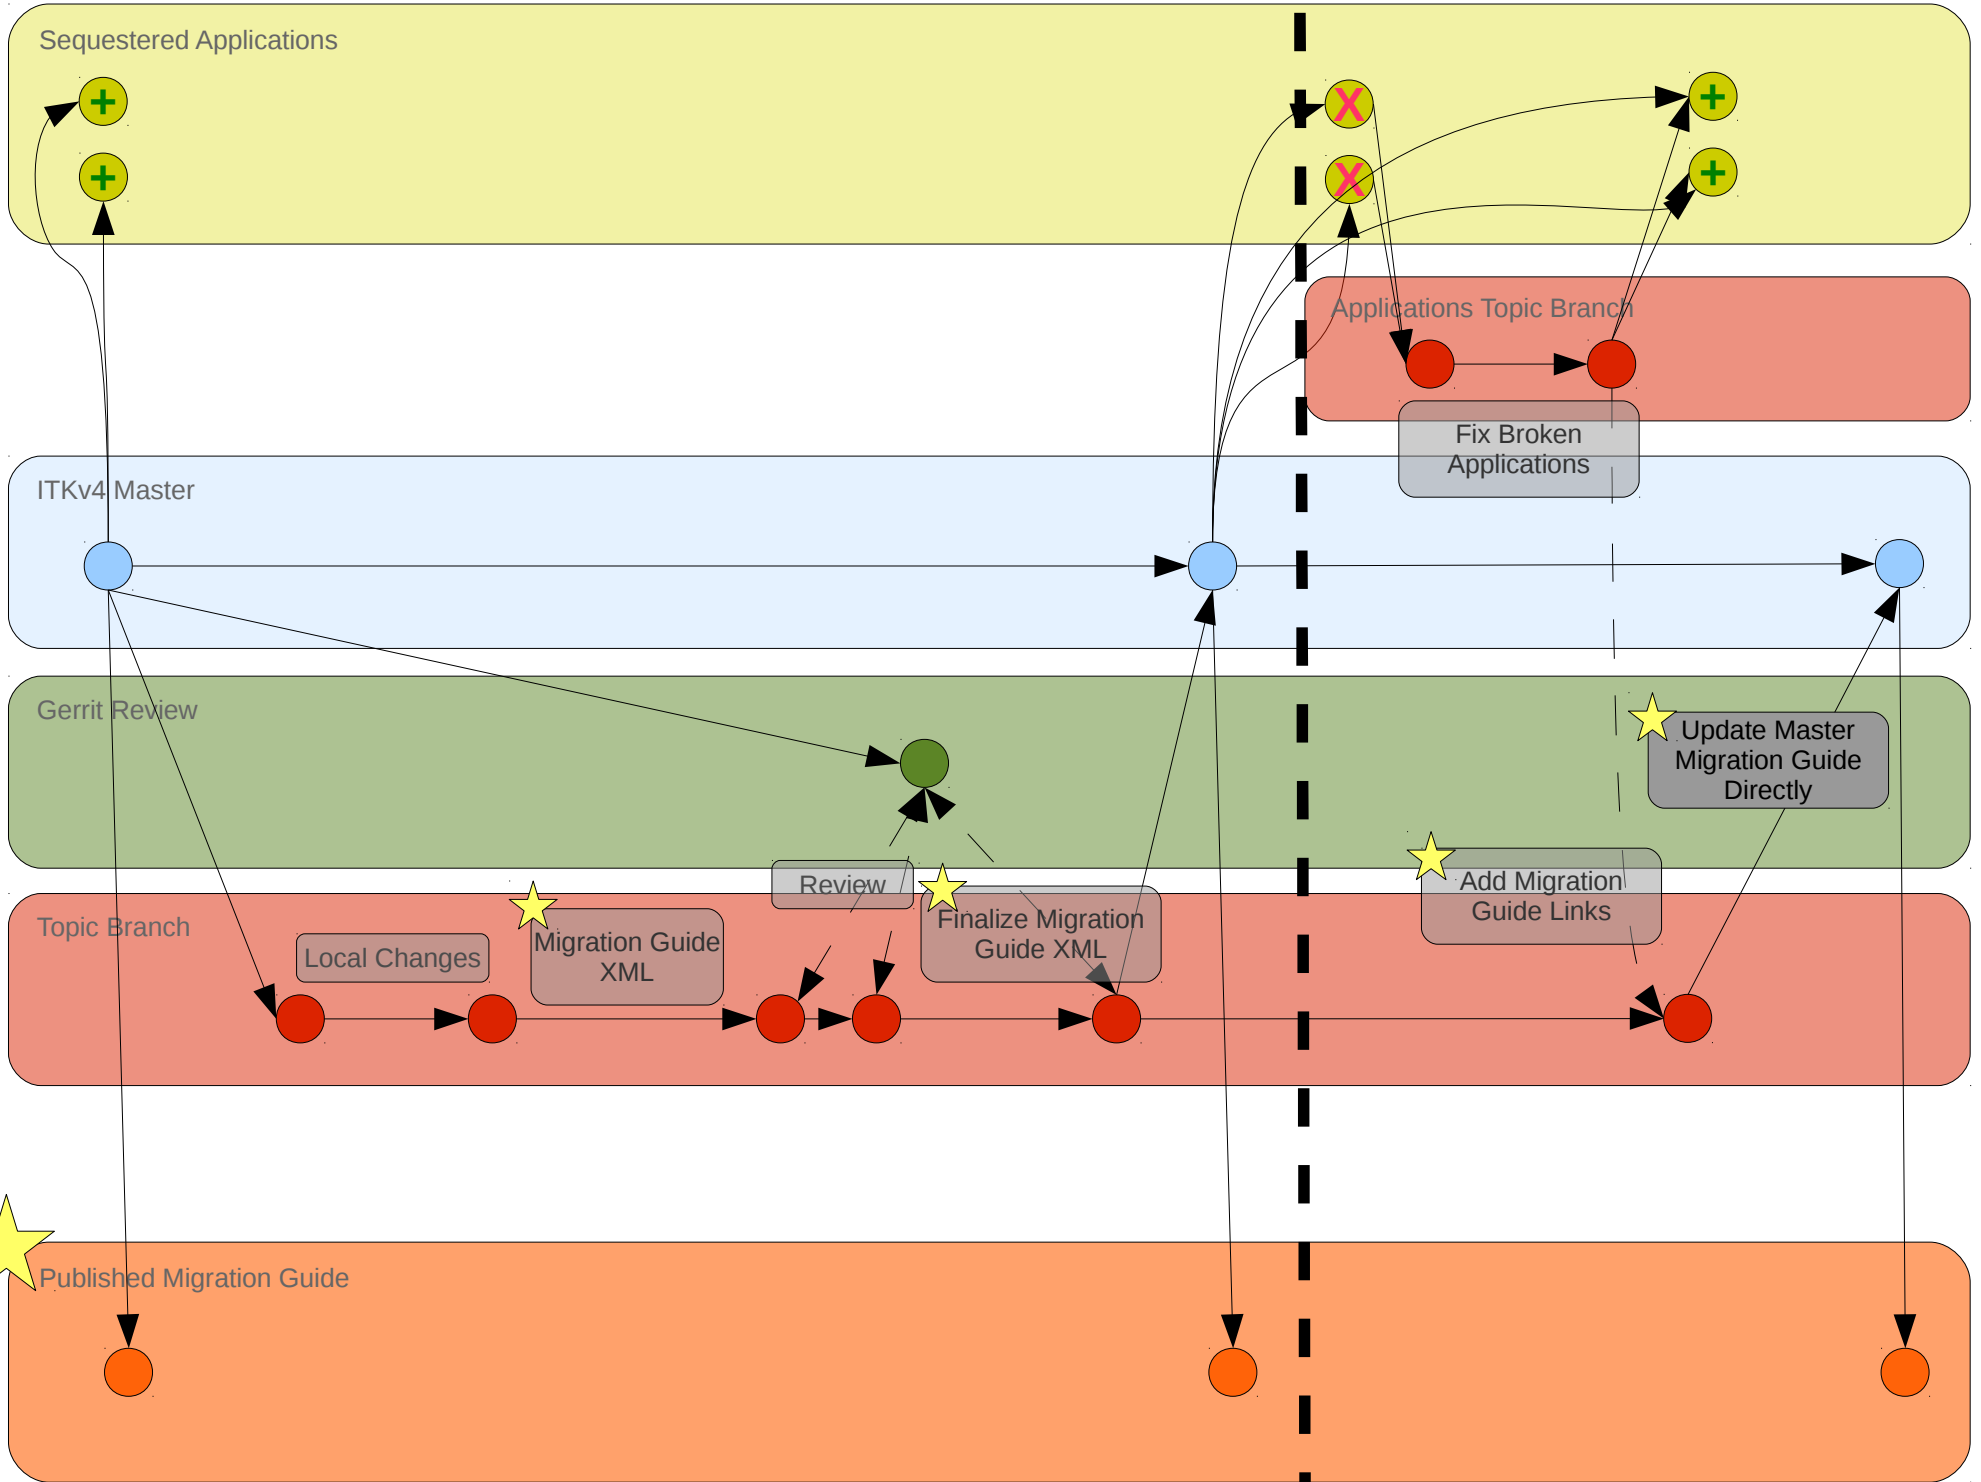 Sequestered Applications
+
+
X
X
+
+
Applications Topic Branch
Fix Broken
Applications
ITKv4 Master
Gerrit Review
Update Master
Migration Guide
Directly
Review
Add Migration
Guide Links
Topic Branch
Local Changes
Migration Guide
XML
Finalize Migration
Guide XML
Published Migration Guide